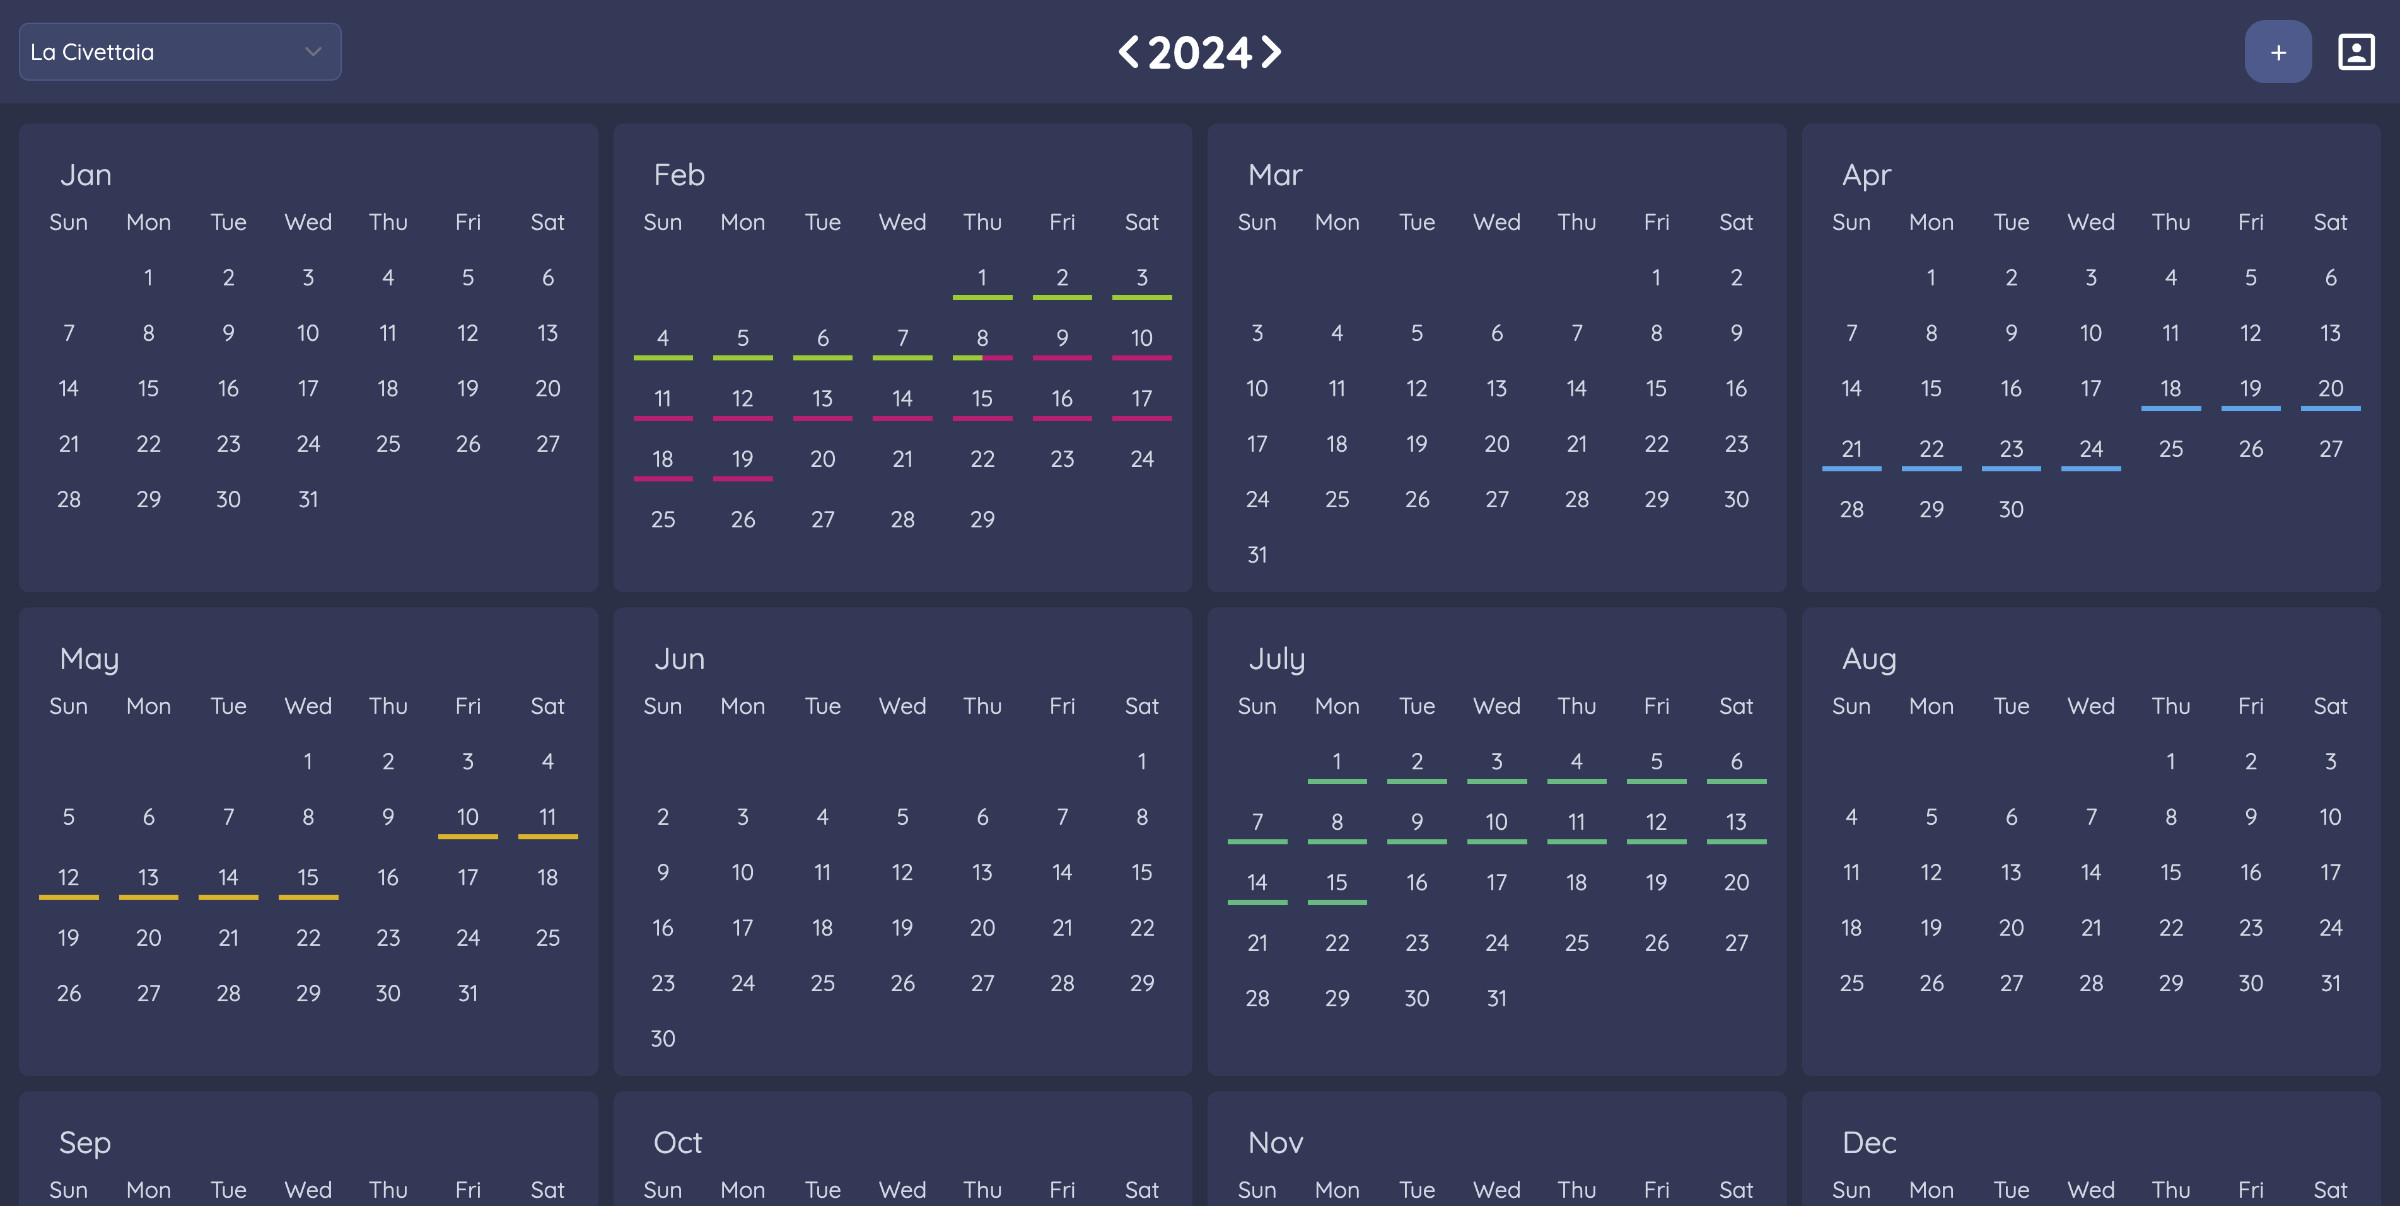 La Civettaia
2024
+
Jan
Sun Mon Tue Wed Thu Fri Sat
1 2 3 4 5 6
7 8 9 10 11 12 13
14 15 16 17 18 19 20
21 22 23 24 25 26 27
28 29 30 31
Feb
Sun Mon Tue Wed Thu Fri Sat
1 2 3
4 5 6 7 8 9 10
11 12 13 14 15 16 17
18 19 20 21 22 23 24
25 26 27 28 29
Mar
Sun Mon Tue Wed Thu Fri Sat
1 2
3 4 5 6 7 8 9
10 11 12 13 14 15 16
17 18 19 20 21 22 23
24 25 26 27 28 29 30
31
Apr
Sun Mon Tue Wed Thu Fri Sat
1 2 3 4 5 6
7 8 9 10 11 12 13
14 15 16 17 18 19 20
21 22 23 24 25 26 27
28 29 30
May
Sun Mon Tue Wed Thu Fri Sat
1 2 3 4
5 6 7 8 9 10 11
12 13 14 15 16 17 18
19 20 21 22 23 24 25
26 27 28 29 30 31
Jun
Sun Mon Tue Wed Thu Fri Sat
1
2 3 4 5 6 7 8
9 10 11 12 13 14 15
16 17 18 19 20 21 22
23 24 25 26 27 28 29
30
July
Sun Mon Tue Wed Thu Fri Sat
1 2 3 4 5 6
7 8 9 10 11 12 13
14 15 16 17 18 19 20
21 22 23 24 25 26 27
28 29 30 31
Aug
Sun Mon Tue Wed Thu Fri Sat
1 2 3
4 5 6 7 8 9 10
11 12 13 14 15 16 17
18 19 20 21 22 23 24
25 26 27 28 29 30 31
Sep
Sun Mon Tue Wed Thu Fri Sat
Oct
Sun Mon Tue Wed Thu Fri Sat
Nov
Sun Mon Tue Wed Thu Fri Sat
Dec
Sun Mon Tue Wed Thu Fri Sat